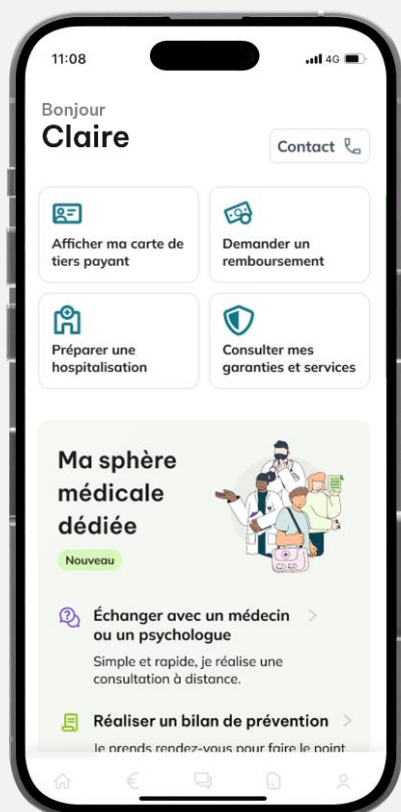 11:08
4G
Bonjour
Claire
Contact
Afficher ma carte de
tiers payant
Demander un
remboursement
Préparer une
hospitalisation
Consulter mes
garanties et services
Ma sphère
médicale
dédiée
Nouveau
Échanger avec un médecin
ou un psychologue
Simple et rapide, je réalise une
consultation à distance.
Réaliser un bilan de prévention
Je prends rendez-vous pour faire le point